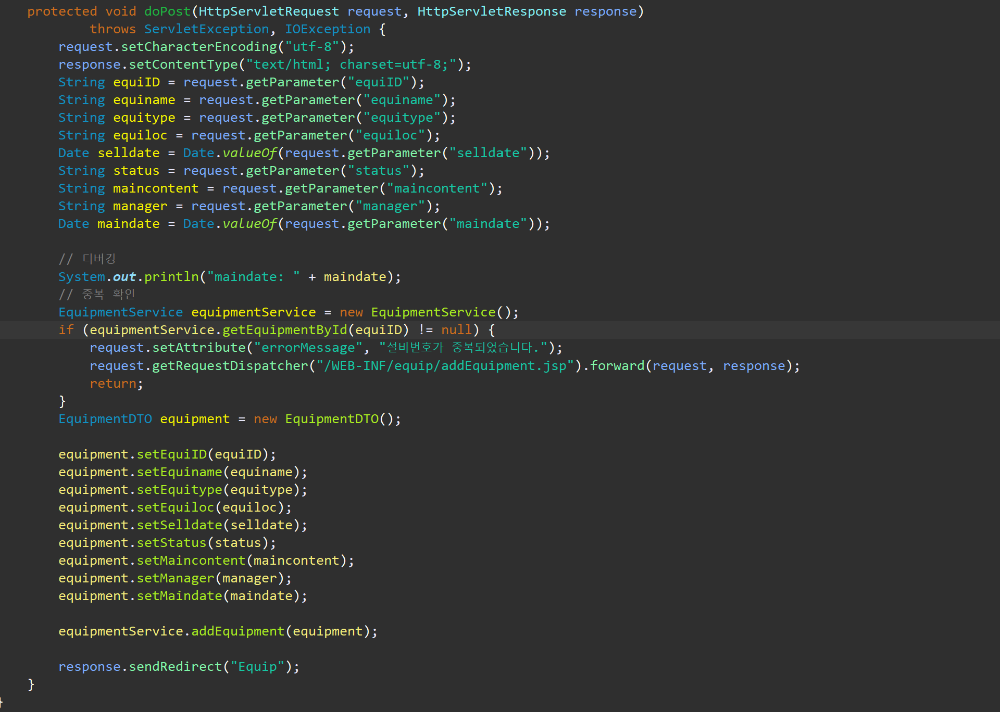 protected void doPost(HttpServletRequest request, HttpServletResponse response)
throws ServletException, IOException {
request.setCharacterEncoding("utf-8");
response.setContentType("text/html; charset=utf-8;");
String equiID = request.getParameter("equiID");
String equiname = request.getParameter("equiname");
String equitype = request.getParameter("equitype");
String equiloc = request.getParameter("equiloc");
Date selldate = Date.valueOf(request.getParameter("selldate"));
String status = request.getParameter("status");
String maincontent = request.getParameter("maincontent");
String manager = request.getParameter("manager");
Date maindate = Date.valueOf(request.getParameter("maindate"));
// 디버깅
System.out.println("maindate: " + maindate);
// 중복 확인
EquipmentService equipmentService = new EquipmentService();
if (equipmentService.getEquipmentById(equiID) != null) {
request.setAttribute("errorMessage", "설비번호가 중복되었습니다.");
request.getRequestDispatcher("/WEB-INF/equip/addEquipment.jsp").forward(request, response);
return;
}
EquipmentDTO equipment = new EquipmentDTO();
equipment.setEquiID(equiID);
equipment.setEquiname(equiname);
equipment.setEquitype(equitype);
equipment.setEquiloc(equiloc);
equipment.setSelldate(selldate);
equipment.setStatus(status);
equipment.setMaincontent(maincontent);
equipment.setManager(manager);
equipment.setMaindate(maindate);
equipmentService.addEquipment(equipment);
response.sendRedirect("Equip");
}
}